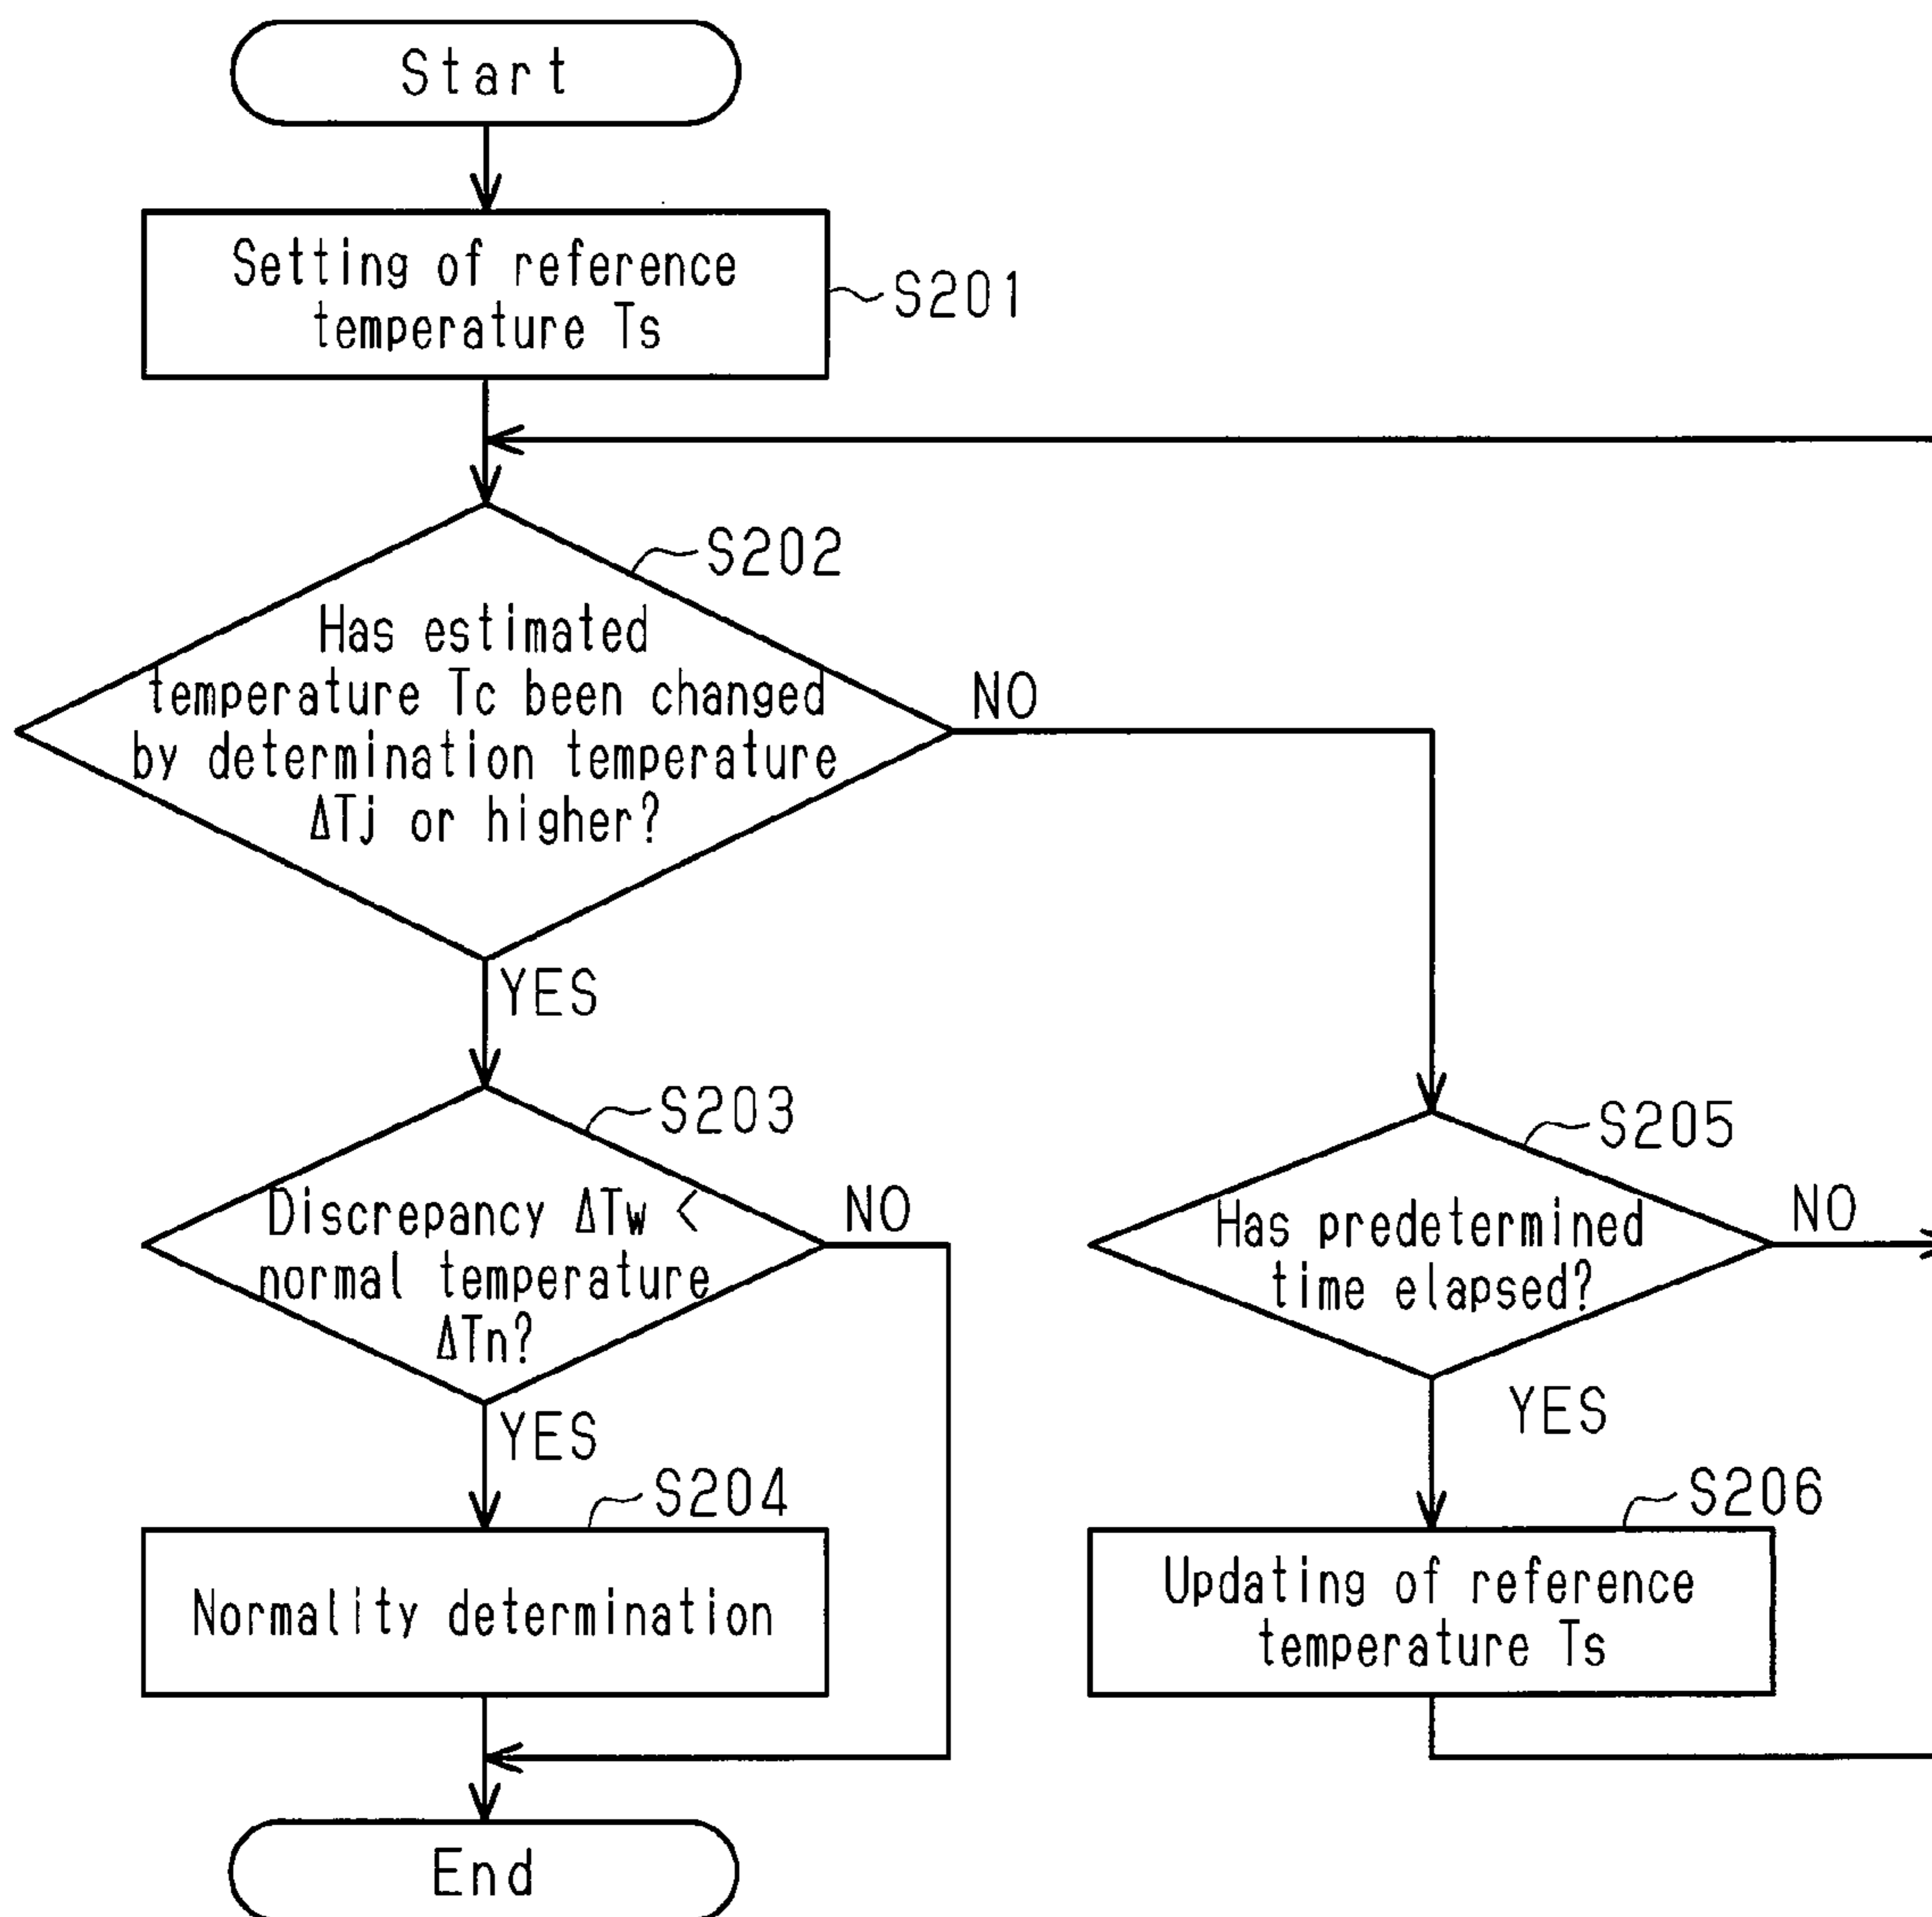 Start
Setting of reference
temperature Ts
S201
S202
Has estimated
temperature Tc been changed
by determination temperature
ΔTj or higher?
NO
YES
S203
Discrepancy ΔTw <
normal temperature
ΔTn?
NO
YES
S204
Normality determination
End
S205
Has predetermined
time elapsed?
NO
YES
S206
Updating of reference
temperature Ts